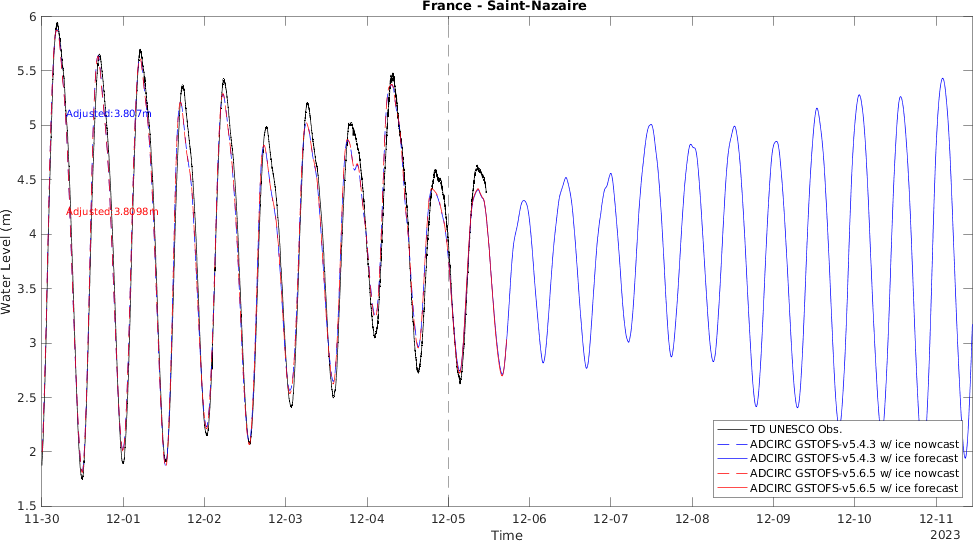 France - Saint-Nazaire
6
5.5
5
4.5
4
3.5
3
2.5
2
1.5
Water Level (m)
Adjusted:3.807m
Adjusted:3.8098m
TD UNESCO Obs.
ADCIRC GSTOFS-v5.4.3 w/ ice nowcast
ADCIRC GSTOFS-v5.4.3 w/ ice forecast
ADCIRC GSTOFS-v5.6.5 w/ ice nowcast
ADCIRC GSTOFS-v5.6.5 w/ ice forecast
11-30 12-01 12-02 12-03 12-04 12-05 12-06 12-07 12-08 12-09 12-10 12-11
2023
Time